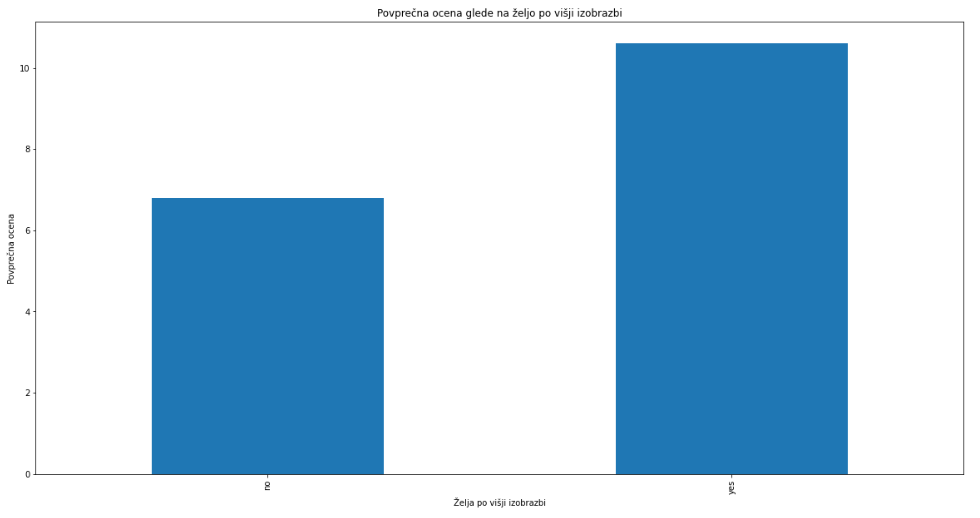 Povprečna ocena glede na željo po višji izobrazbi
Povprečna ocena
10
8
6
4
2
0
no
yes
Želja po višji izobrazbi